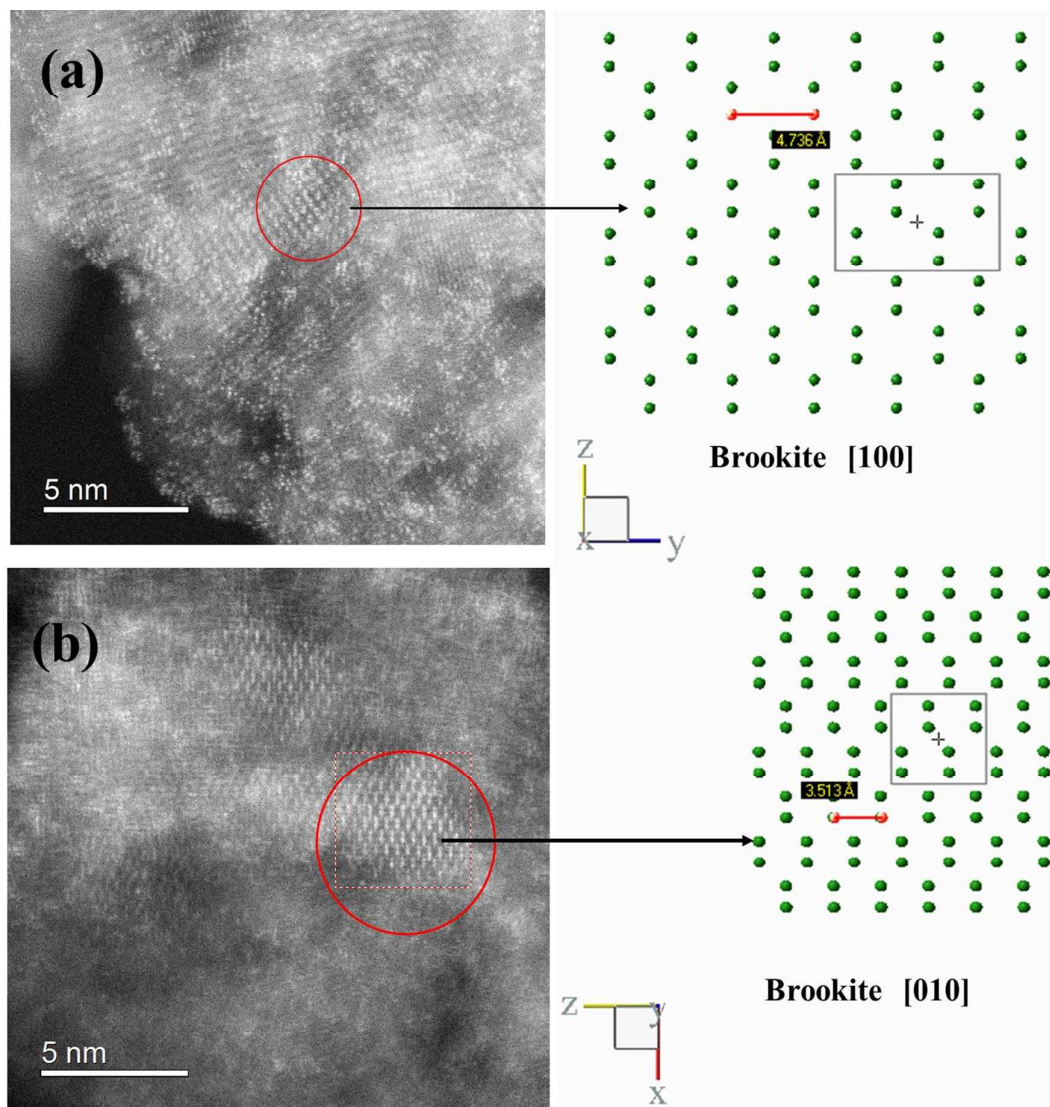 (a)
5 nm
4.736 Å
Brookite [100]
z
x
y
(b)
5 nm
3.513 Å
Brookite [010]
z
y
x